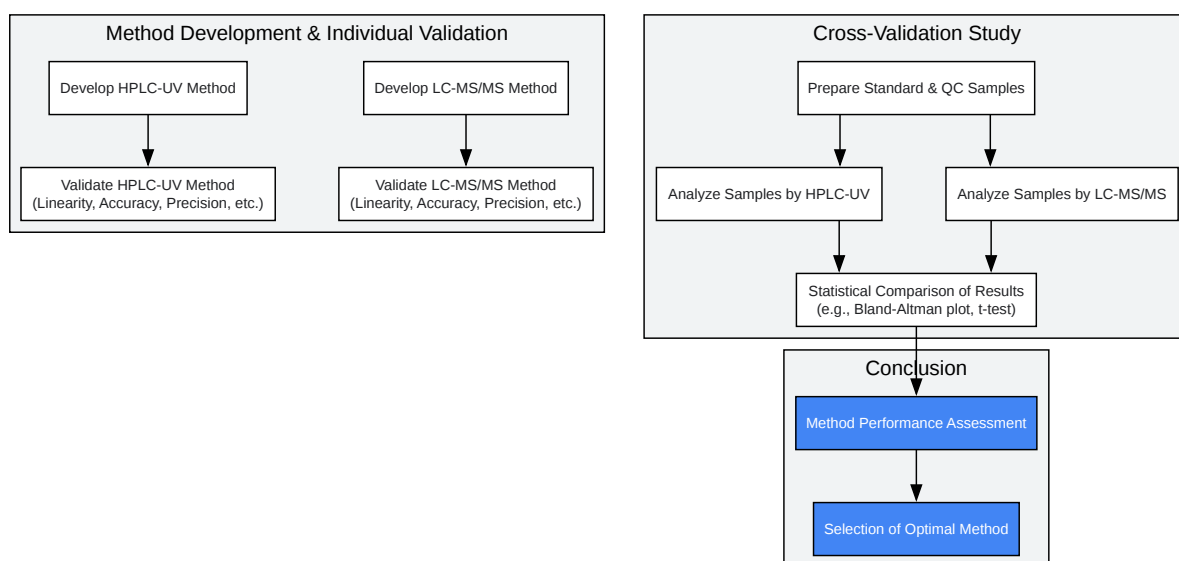 Method Development & Individual Validation
Develop HPLC-UV Method
Develop LC-MS/MS Method
Validate HPLC-UV Method
(Linearity, Accuracy, Precision, etc.)
Validate LC-MS/MS Method
(Linearity, Accuracy, Precision, etc.)
Cross-Validation Study
Prepare Standard & QC Samples
Analyze Samples by HPLC-UV
Analyze Samples by LC-MS/MS
Statistical Comparison of Results
(e.g., Bland-Altman plot, t-test)
Conclusion
Method Performance Assessment
Selection of Optimal Method